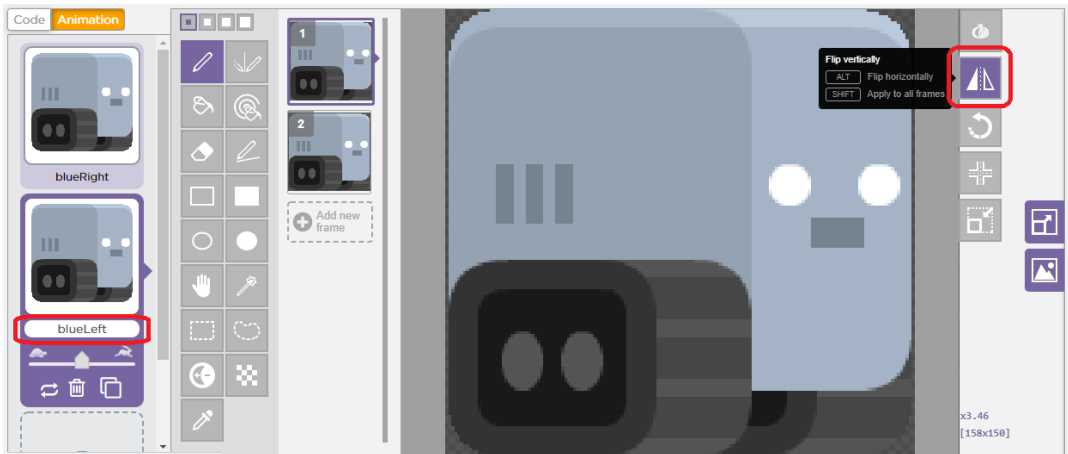 Code Animation
blueRight
blueLeft
1
2
Add new
frame
Flip vertically
ALT Flip horizontally
SHIFT Apply to all frames
x3.46
[158x150]